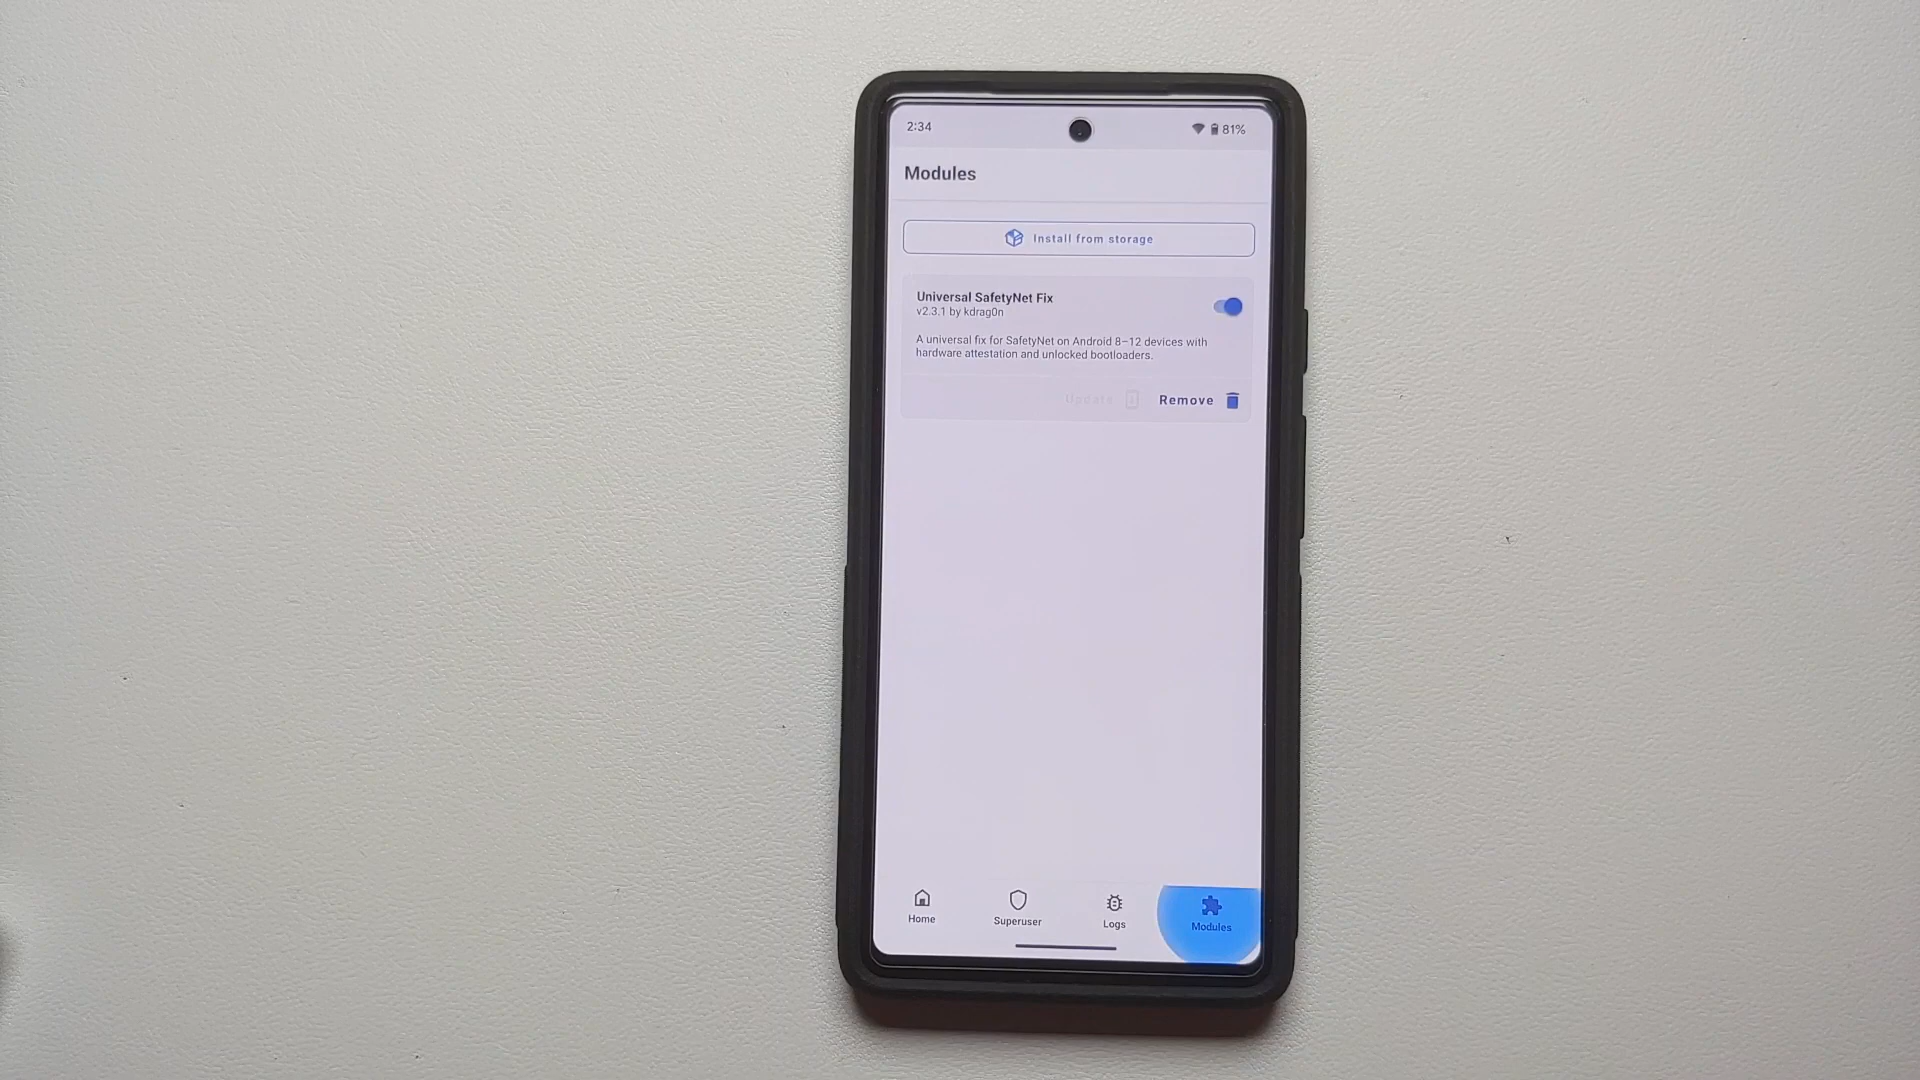 2:34
81%
Modules
Install from storage
Universal SafetyNet Fix
v2.3.1 by kdrag0n
A universal fix for SafetyNet on Android 8–12 devices with
hardware attestation and unlocked bootloaders.
Update
Remove
Home
Superuser
Logs
Modules